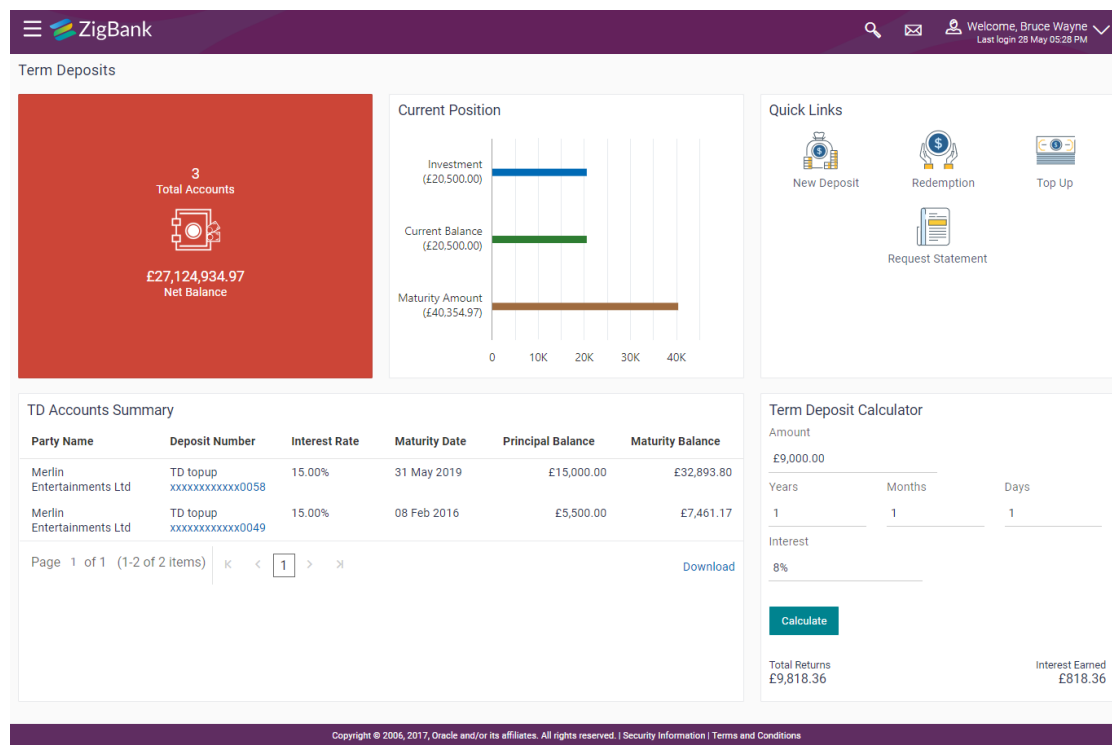 ZigBank
Welcome, Bruce Wayne
Last login 28 May 05:28 PM
Term Deposits
3
Total Accounts
£27,124,934.97
Net Balance
Current Position
Investment
(£20,500.00)
Current Balance
(£20,500.00)
Maturity Amount
(£40,354.97)
0 10K 20K 30K 40K
Quick Links
New Deposit Redemption Top Up
Request Statement
TD Accounts Summary
Party Name Deposit Number Interest Rate Maturity Date Principal Balance Maturity Balance
Merlin TD topup 15.00% 31 May 2019 £15,000.00 £32,893.80
Entertainments Ltd xxxxxxxxxxxx0058
Merlin TD topup 15.00% 08 Feb 2016 £5,500.00 £7,461.17
Entertainments Ltd xxxxxxxxxxxx0049
Page 1 of 1 (1-2 of 2 items) K < 1 > Download
Term Deposit Calculator
Amount
£9,000.00
Years Months Days
1 1 1
Interest
8%
Calculate
Total Returns Interest Earned
£9,818.36 £818.36
Copyright © 2006, 2017, Oracle and/or its affiliates. All rights reserved. | Security Information | Terms and Conditions